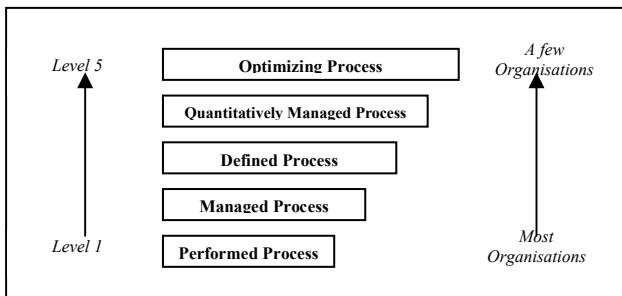 Level 5
Optimizing Process
A few
Organisations
Quantitatively Managed Process
Defined Process
Managed Process
Level 1
Performed Process
Most
Organisations